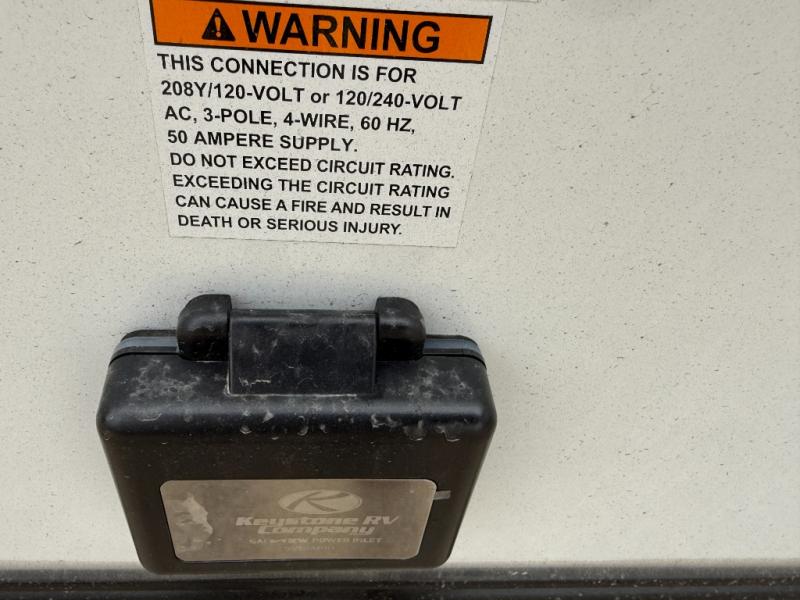 WARNING
THIS CONNECTION IS FOR
208Y/120-VOLT or 120/240-VOLT
AC, 3-POLE, 4-WIRE, 60 HZ,
50 AMPERE SUPPLY.
DO NOT EXCEED CIRCUIT RATING.
EXCEEDING THE CIRCUIT RATING
CAN CAUSE A FIRE AND RESULT IN
DEATH OR SERIOUS INJURY.
Keystone RV
Company
POWER INLET